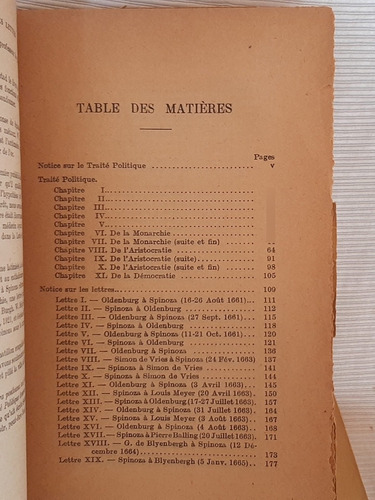 TABLE DES MATIÈRES
Pages
Notice sur le Traité Politique v
Traité Politique.
Chapitre I.
Chapitre II.
Chapitre III.
Chapitre IV.
Chapitre V.
Chapitre VI. De la Monarchie
Chapitre VII. De la Monarchie (suite et fin)
Chapitre VIII. De l'Aristocratie 64
Chapitre IX. De l'Aristocratie (suite) 91
Chapitre X. De l'Aristocratie (suite et fin) 98
Chapitre XI. De la Démocratie 105
Notice sur les lettres. 109
Lettre I. — Oldenburg à Spinoza (16-26 Août 1661) 111
Lettre II. — Spinoza à Oldenburg 112
Lettre III. — Oldenburg à Spinoza (27 Sept. 1661) 115
Lettre IV. — Spinoza à Oldenburg 118
Lettre V. — Oldenburg à Spinoza (11-21 Oct. 1661) 120
Lettre VI. — Spinoza à Oldenburg 121
Lettre VII. — Oldenburg à Spinoza 136
Lettre VIII. — Simon de Vries à Spinoza (24 Fév. 1663) 137
Lettre IX. — Spinoza à Simon de Vries 141
Lettre X. — Spinoza à Simon de Vries 144
Lettre XI. — Oldenburg à Spinoza (3 Avril 1663) 145
Lettre XII. — Spinoza à Louis Meyer (20 Avril 1663) 150
Lettre XIII. — Spinoza à Oldenburg (17-27 Juillet 1663) 157
Lettre XIV. — Oldenburg à Spinoza (31 Juillet 1663) 164
Lettre XV. — Spinoza à Louis Meyer (3 Août 1663) 166
Lettre XVI. — Oldenburg à Spinoza (4 Août 1663) 168
Lettre XVII. — Spinoza à Pierre Balling (20 Juillet 1663) 171
Lettre XVIII. — G. de Blyenbergh à Spinoza (12 Dé-
cembre 1664) 173
Lettre XIX. — Spinoza à Blyenbergh (5 Janv. 1665) 177